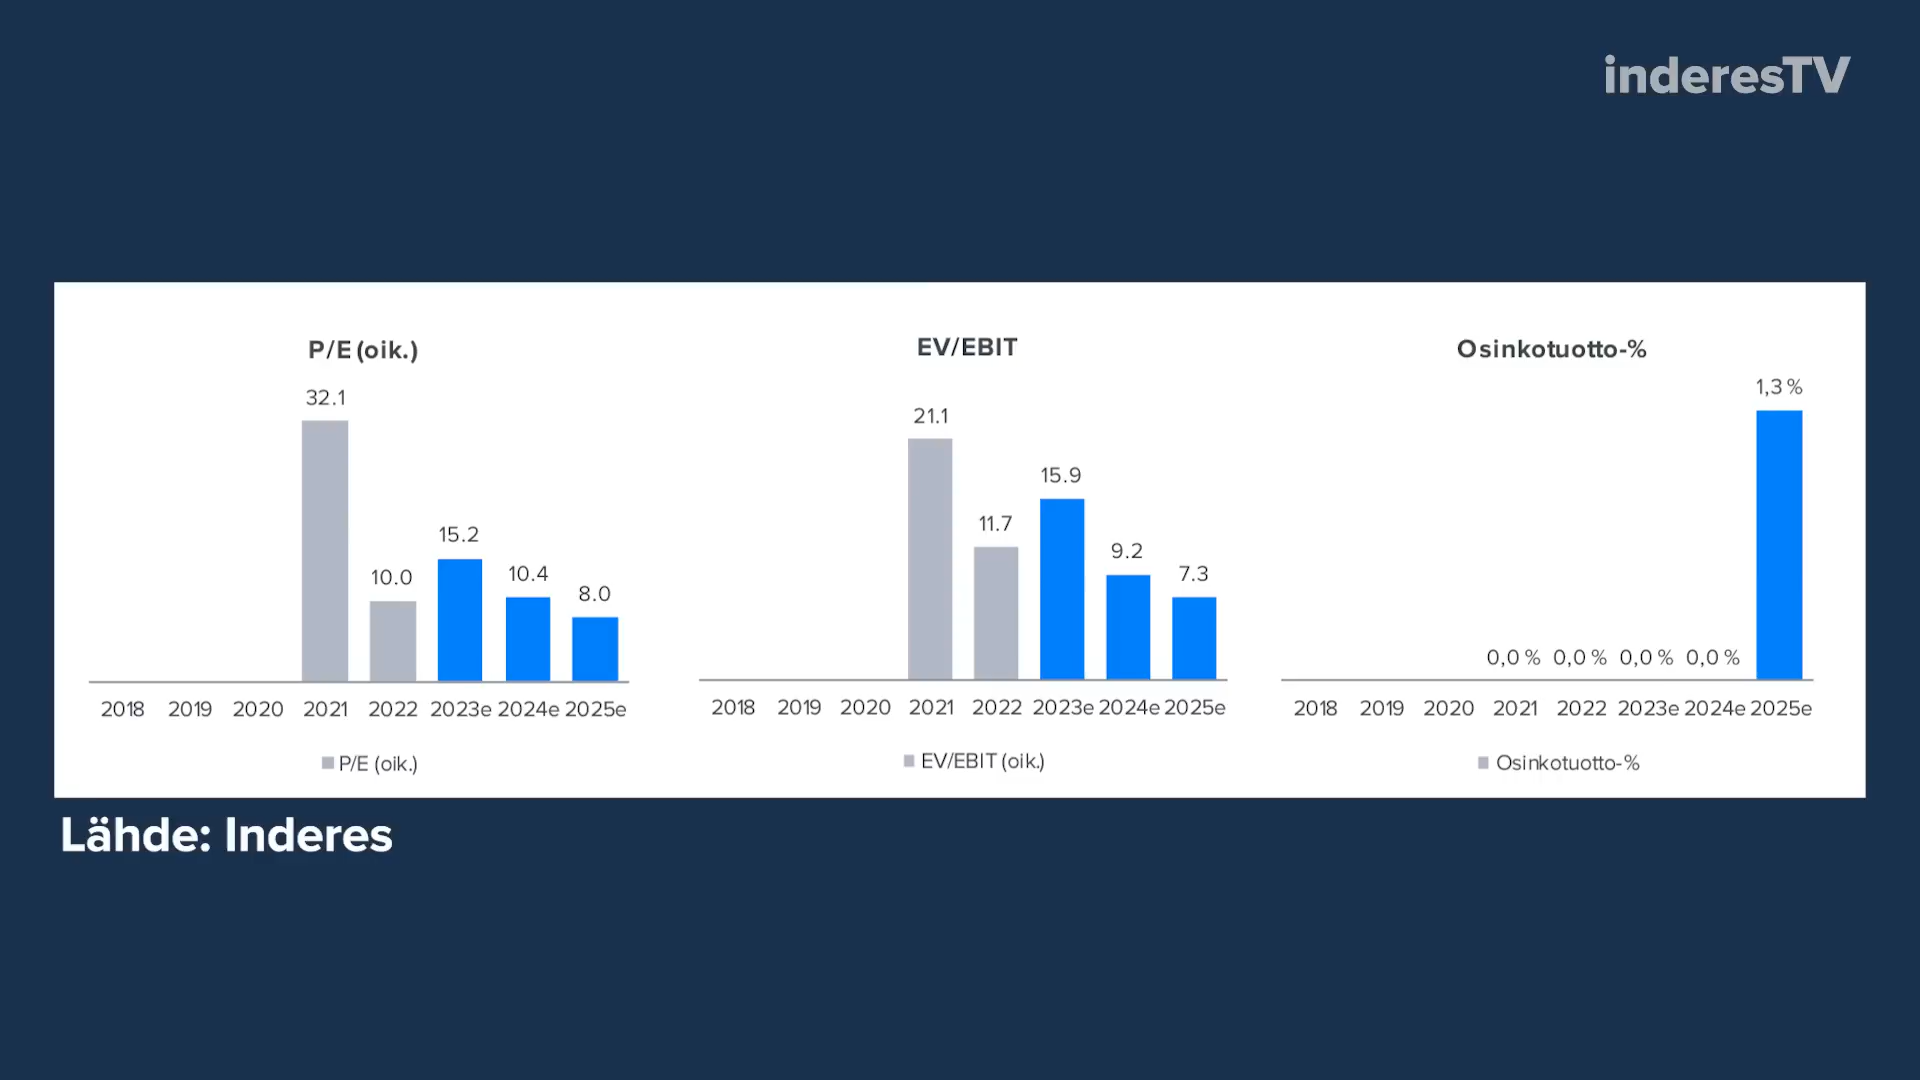 inderesTV
P/E (oik.)
32.1
10.0
15.2
10.4
8.0
2018 2019 2020 2021 2022 2023e 2024e 2025e
P/E (oik.)
EV/EBIT
21.1
11.7
15.9
9.2
7.3
2018 2019 2020 2021 2022 2023e 2024e 2025e
EV/EBIT (oik.)
Osinkotuotto-%
1,3 %
0,0 % 0,0 % 0,0 % 0,0 %
2018 2019 2020 2021 2022 2023e 2024e 2025e
Osinkotuotto-%
Lähde: Inderes